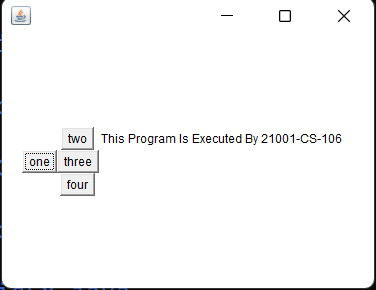 two This Program Is Executed By 21001-CS-106
one three
four